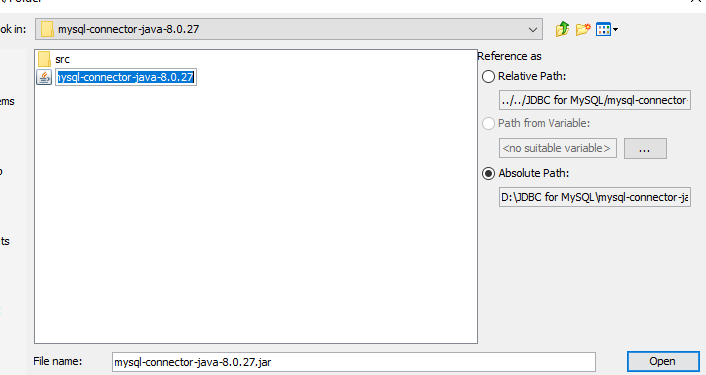 ok in:
mysql-connector-java-8.0.27
src
mysql-connector-java-8.0.27
Reference as
Relative Path:
../../JDBC for MySQL/mysql-connector-
Path from Variable:
<no suitable variable>
...
Absolute Path:
D:\JDBC for MySQL\mysql-connector-ja
ems
ts
File name:
mysql-connector-java-8.0.27.jar
Open